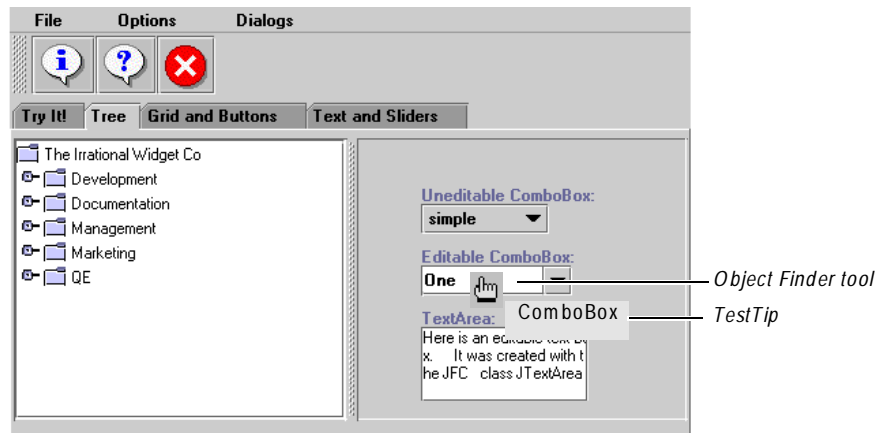 File Options Dialogs
Try It! Tree Grid and Buttons Text and Sliders
The Irrational Widget Co
Development
Documentation
Management
Marketing
QE
Uneditable ComboBox:
simple
Editable ComboBox:
One
Object Finder tool
ComboBox
TestTip
TextArea:
Here is an editable text
x. It was created with t
he JFC class JTextArea